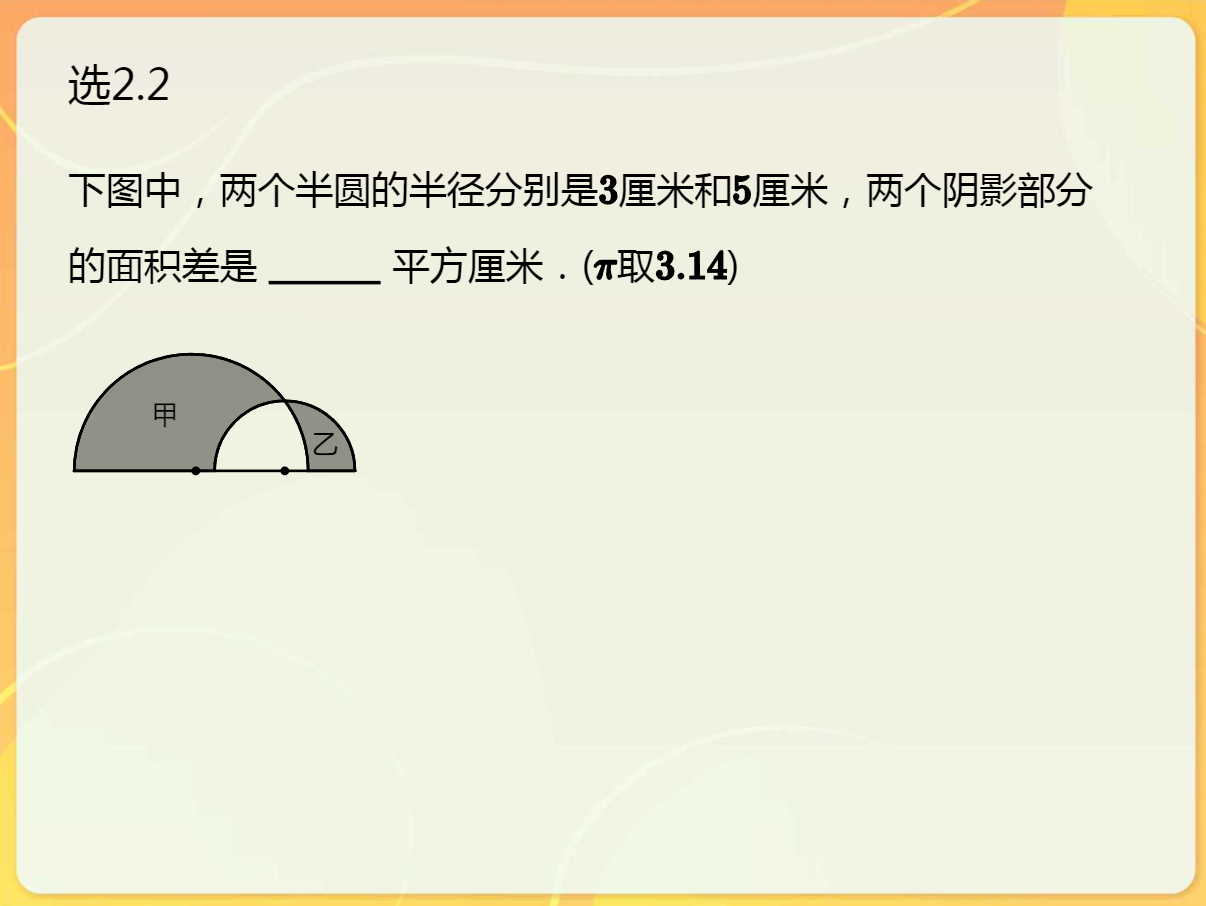 选2.2
下图中，两个半圆的半径分别是3厘米和5厘米，两个阴影部分
的面积差是 ______ 平方厘米．(π取3.14)
甲
乙